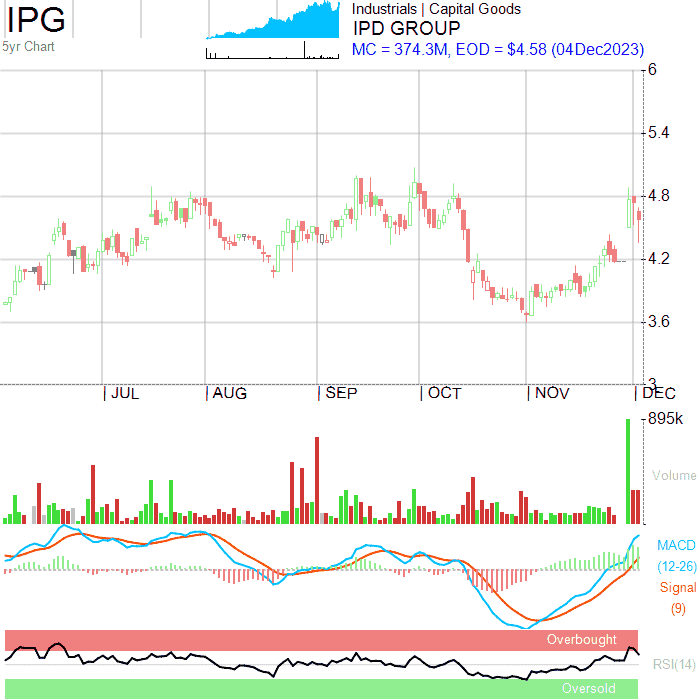 IPG
5yr Chart
Industrials | Capital Goods
IPD GROUP
MC = 374.3M, EOD = $4.58 (04Dec2023)
6
5.4
4.8
4.2
3.6
3
JUL AUG SEP OCT NOV DEC
895k
Volume
MACD
(12-26)
Signal
(9)
Overbought
RSI(14)
Oversold